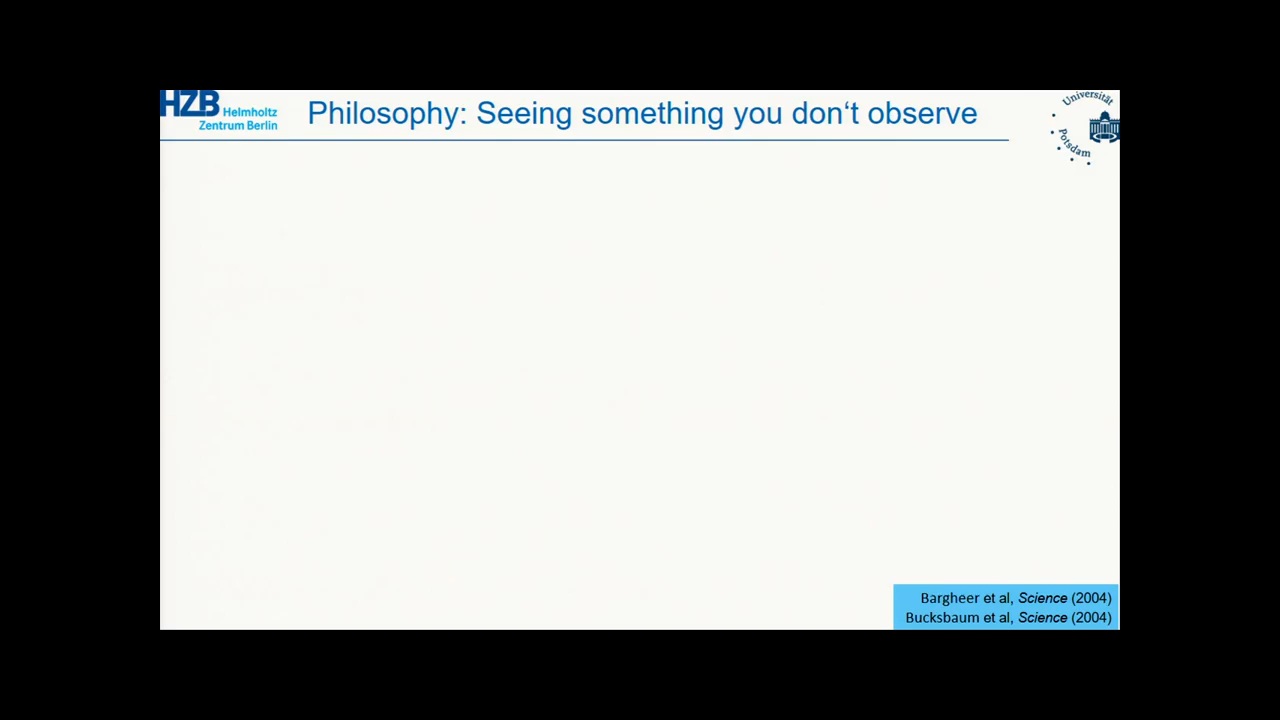 HZB Helmholtz
Zentrum Berlin
Philosophy: Seeing something you don‘t observe
Universität
Potsdam
Bargheer et al, Science (2004)
Bucksbaum et al, Science (2004)